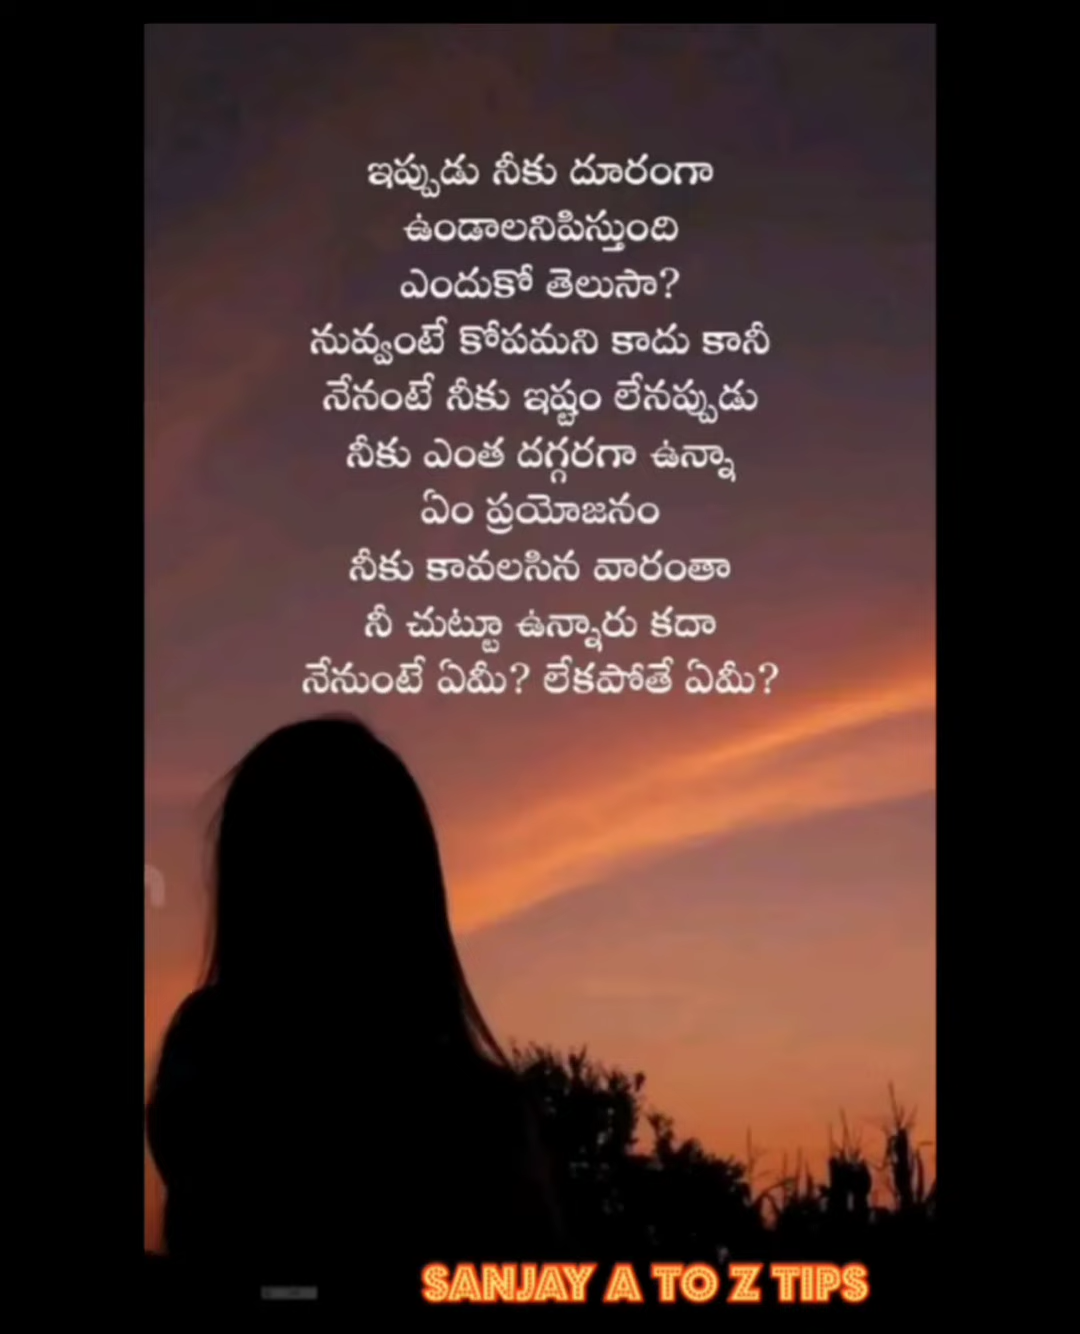 ఇప్పుడు నీకు దూరంగా
ఉండాలనిపిస్తుంది
ఎందుకో తెలుసా?
నువ్వంటే కోపమని కాదు కానీ
నేనంటే నీకు ఇష్టం లేనప్పుడు
నీకు ఎంత దగ్గరగా ఉన్నా
ఏం ప్రయోజనం
నీకు కావలసిన వారంతా
నీ చుట్టూ ఉన్నారు కదా
నేనుంటే ఏమీ? లేకపోతే ఏమీ?
SANJAY A TO Z TIPS